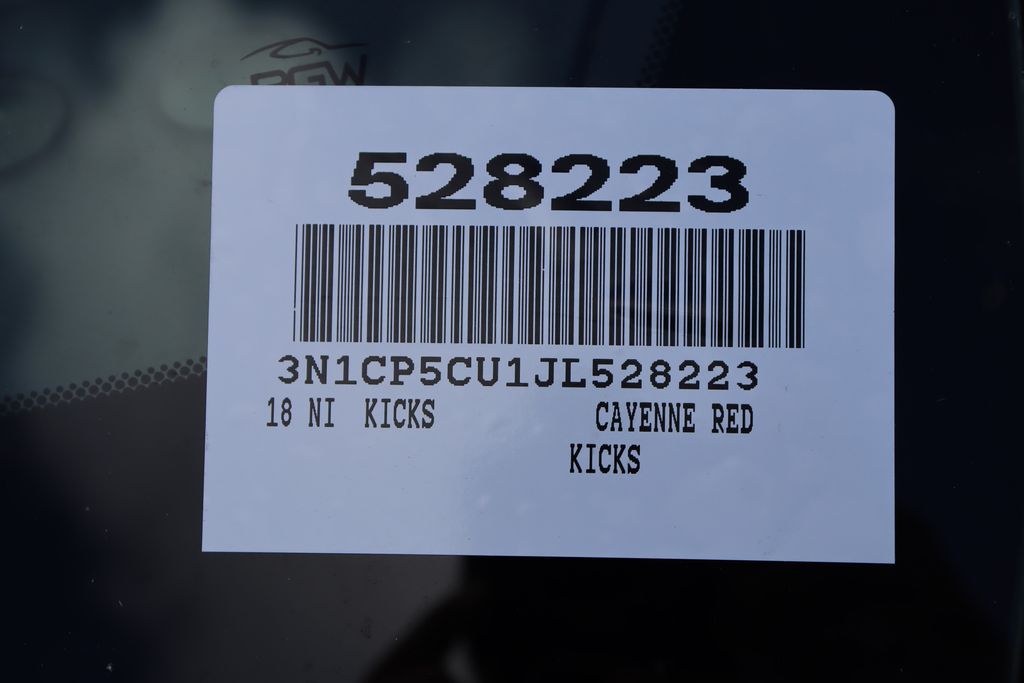 PGW
528223
3N1CP5CU1JL528223
18 NI KICKS CAYENNE RED
KICKS